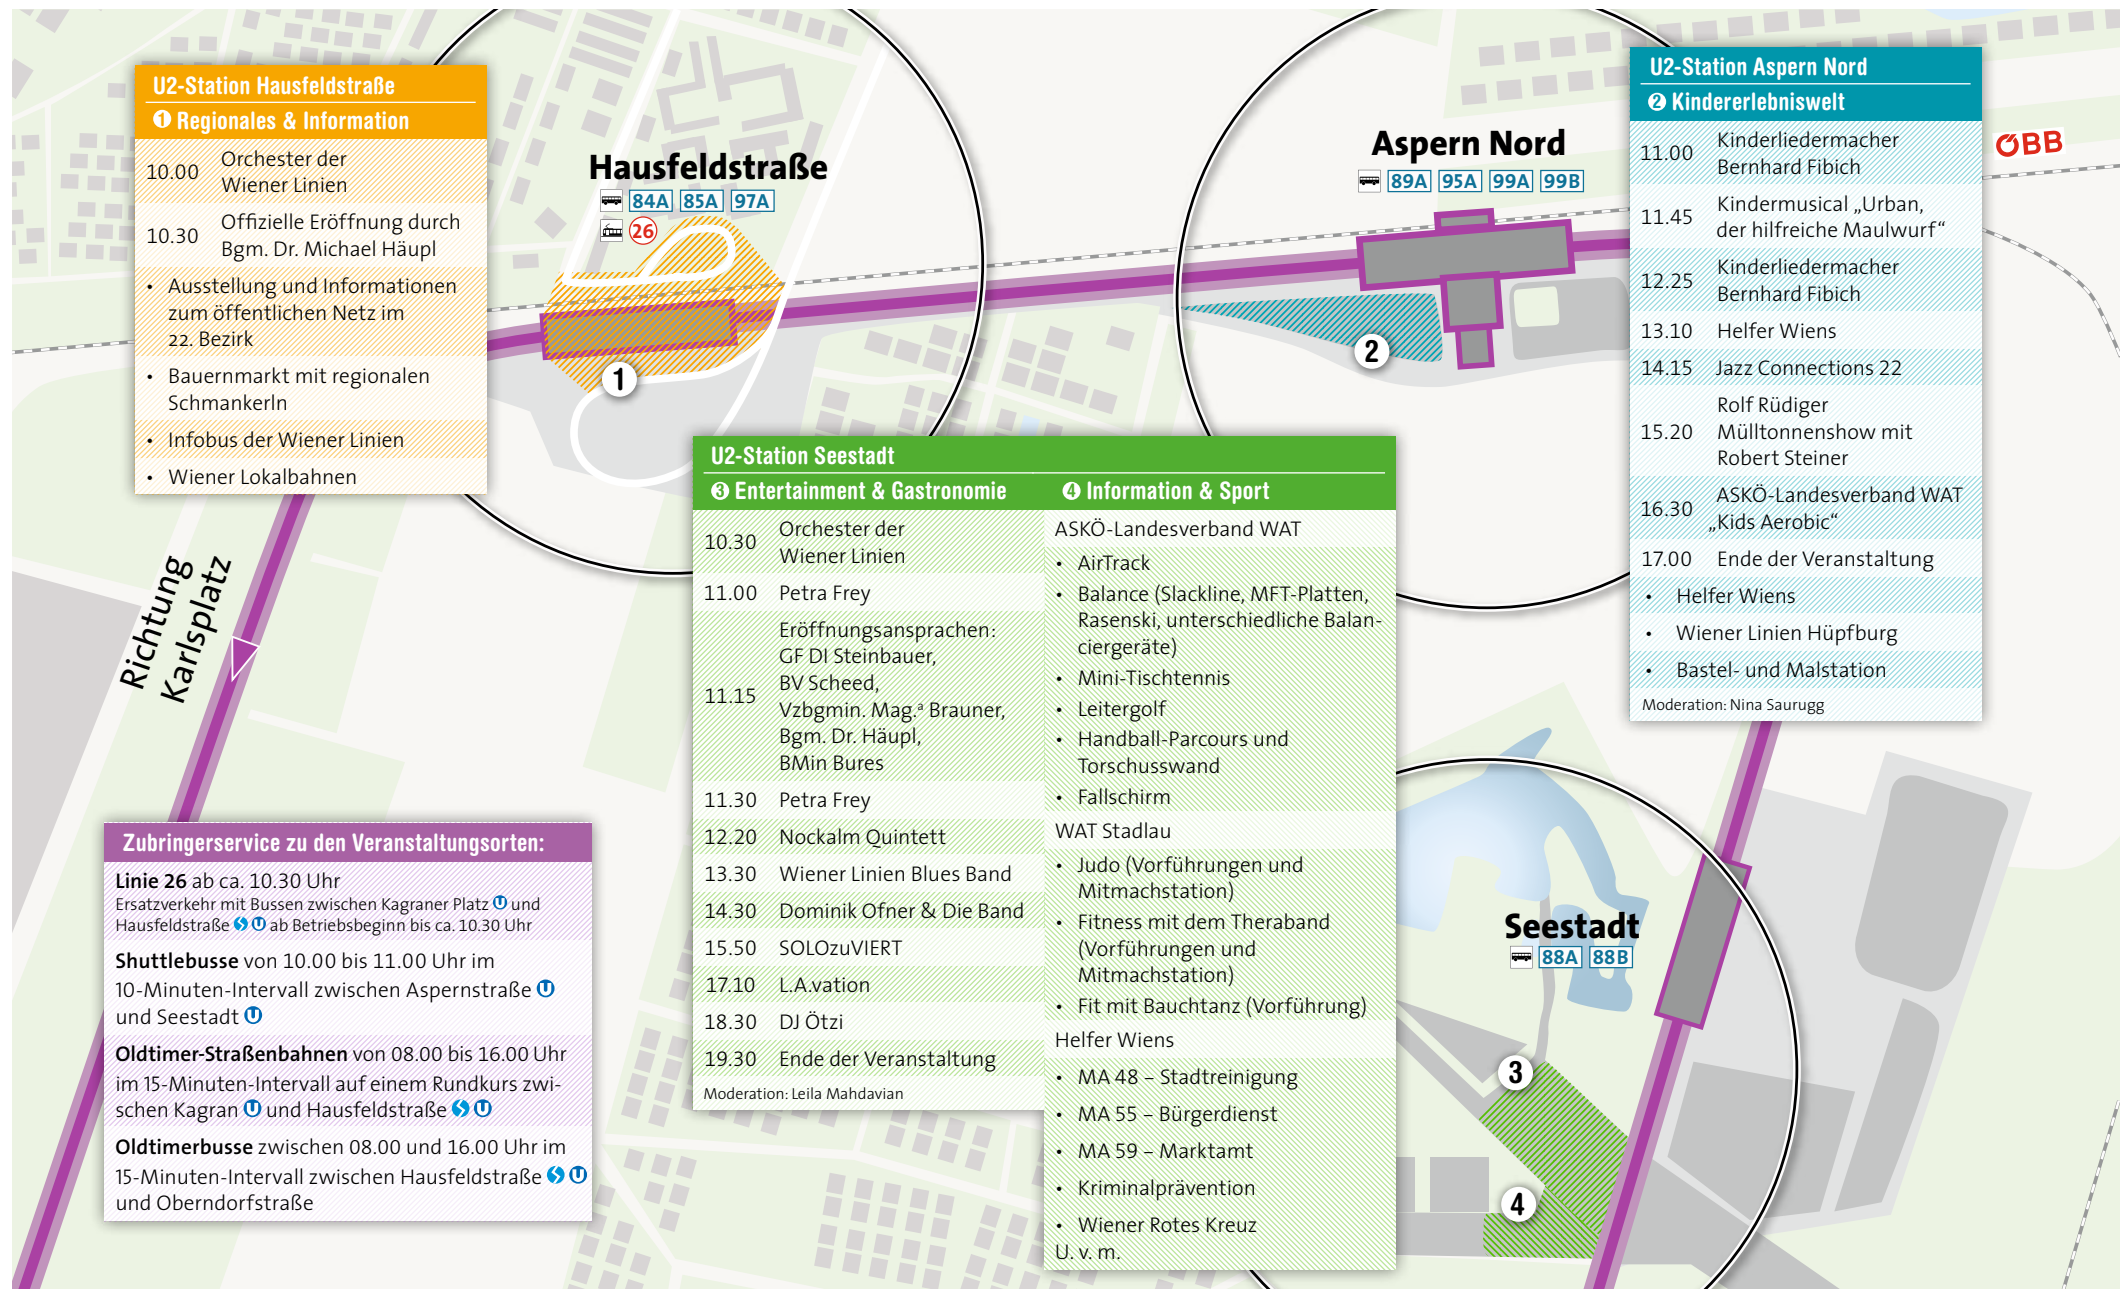 U2-Station Hausfeldstraße
❶ Regionales & Information
10.00 Orchester der
Wiener Linien
10.30 Offizielle Eröffnung durch
Bgm. Dr. Michael Häupl
• Ausstellung und Informationen
zum öffentlichen Netz im
22. Bezirk
• Bauernmarkt mit regionalen
Schmankerln
• Infobus der Wiener Linien
• Wiener Lokalbahnen
Hausfeldstraße
84A 85A 97A
26
1
Aspern Nord
89A 95A 99A 99B
2
U2-Station Aspern Nord
❷ Kindererlebniswelt
11.00 Kinderliedermacher
Bernhard Fibich
11.45 Kindermusical „Urban,
der hilfreiche Maulwurf“
12.25 Kinderliedermacher
Bernhard Fibich
13.10 Helfer Wiens
14.15 Jazz Connections 22
15.20 Rolf Rüdiger
Mülltonnenshow mit
Robert Steiner
16.30 ASKÖ-Landesverband WAT
„Kids Aerobic“
17.00 Ende der Veranstaltung
• Helfer Wiens
• Wiener Linien Hüpfburg
• Bastel- und Malstation
Moderation: Nina Saurugg
ÖBB
Richtung
Karlsplatz
U2-Station Seestadt
❸ Entertainment & Gastronomie
10.30 Orchester der
Wiener Linien
11.00 Petra Frey
11.15 Eröffnungsansprachen:
GF DI Steinbauer,
BV Scheed,
Vzbgmin. Mag.ª Brauner,
Bgm. Dr. Häupl,
BMin Bures
11.30 Petra Frey
12.20 Nockalm Quintett
13.30 Wiener Linien Blues Band
14.30 Dominik Ofner & Die Band
15.50 SOLOzuVIERT
17.10 L.A.vation
18.30 DJ Ötzi
19.30 Ende der Veranstaltung
Moderation: Leila Mahdavian
❹ Information & Sport
ASKÖ-Landesverband WAT
• AirTrack
• Balance (Slackline, MFT-Platten,
Rasenski, unterschiedliche Balan-
ciergeräte)
• Mini-Tischtennis
• Leitergolf
• Handball-Parcours und
Torschusswand
• Fallschirm
WAT Stadlau
• Judo (Vorführungen und
Mitmachstation)
• Fitness mit dem Theraband
(Vorführungen und
Mitmachstation)
• Fit mit Bauchtanz (Vorführung)
Helfer Wiens
• MA 48 – Stadtreinigung
• MA 55 – Bürgerdienst
• MA 59 – Marktamt
• Kriminalprävention
• Wiener Rotes Kreuz
U. v. m.
Zubringerservice zu den Veranstaltungsorten:
Linie 26 ab ca. 10.30 Uhr
Ersatzverkehr mit Bussen zwischen Kagraner Platz U und
Hausfeldstraße S U ab Betriebsbeginn bis ca. 10.30 Uhr
Shuttlebusse von 10.00 bis 11.00 Uhr im
10-Minuten-Intervall zwischen Aspernstraße U
und Seestadt U
Oldtimer-Straßenbahnen von 08.00 bis 16.00 Uhr
im 15-Minuten-Intervall auf einem Rundkurs zwi-
schen Kagran U und Hausfeldstraße S U
Oldtimerbusse zwischen 08.00 und 16.00 Uhr im
15-Minuten-Intervall zwischen Hausfeldstraße S U
und Oberndorfstraße
Seestadt
88A 88B
3
4